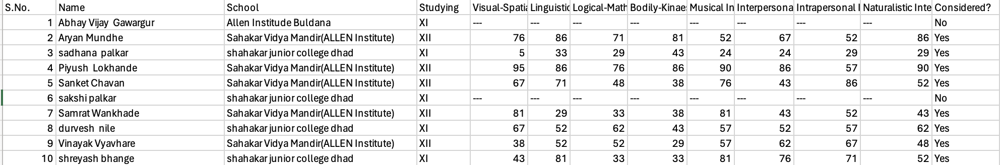 S.No. Name School Studying Visual-Spatia Linguistic Logical-Math Bodily-Kinaes Musical In Interpersona Intrapersonal I Naturalistic Inte Considered?
1 Abhay Vijay  Gawargur Allen Institude Buldana XI --- --- --- --- --- --- --- --- No
2 Aryan Mundhe Sahakar Vidya Mandir(ALLEN Institute) XII 76 86 71 81 52 67 52 86 Yes
3 sadhana  palkar shahakar junior college dhad XI 5 33 29 43 24 24 29 29 Yes
4 Piyush  Lokhande Sahakar Vidya Mandir(ALLEN Institute) XII 95 86 76 86 90 86 57 90 Yes
5 Sanket Chavan Sahakar Vidya Mandir(ALLEN Institute) XII 67 71 48 38 76 43 86 52 Yes
6 sakshi palkar shahakar junior college dhad XI --- --- --- --- --- --- --- --- No
7 Samrat Wankhade Sahakar Vidya Mandir(ALLEN Institute) XII 81 29 33 38 81 43 52 43 Yes
8 durvesh  nile shahakar junior college dhad XI 67 52 62 43 57 52 57 62 Yes
9 Vinayak Vyavhare Sahakar Vidya Mandir(ALLEN Institute) XII 38 52 52 29 57 62 67 48 Yes
10 shreyash bhange shahakar junior college dhad XI 43 81 33 33 81 76 71 52 Yes